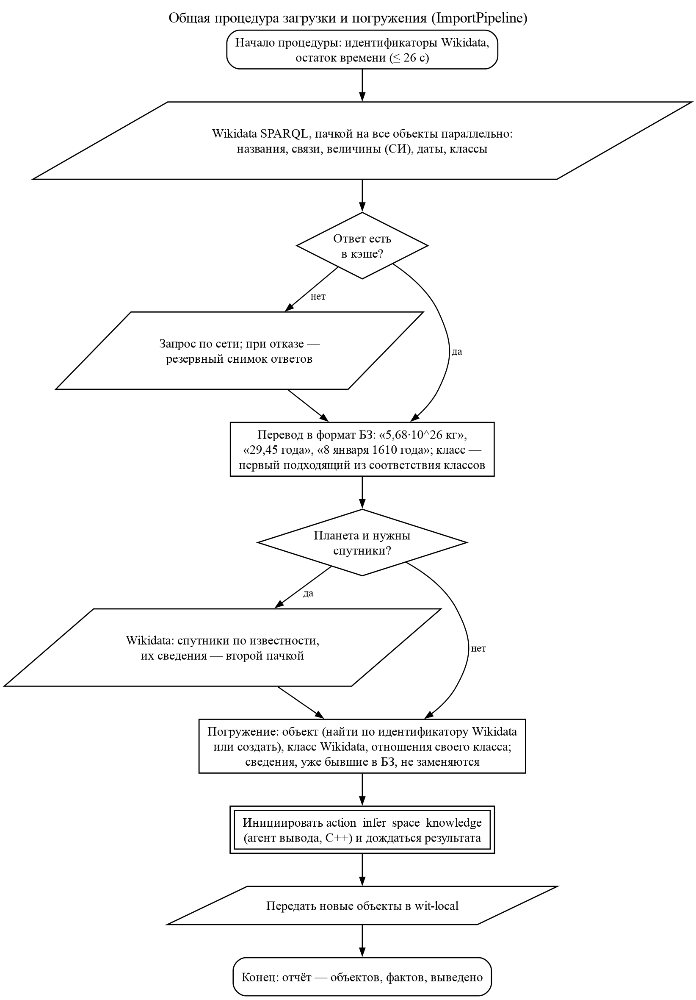 Общая процедура загрузки и погружения (ImportPipeline)
Начало процедуры: идентификаторы Wikidata,
остаток времени (≤ 26 с)
Wikidata SPARQL, пачкой на все объекты параллельно:
названия, связи, величины (СИ), даты, классы
Ответ есть
в кэше?
нет
Запрос по сети; при отказе —
резервный снимок ответов
да
Перевод в формат БЗ: «5,68·10^26 кг»,
«29,45 года», «8 января 1610 года»; класс —
первый подходящий из соответствия классов
Планета и нужны
спутники?
да
Wikidata: спутники по известности,
их сведения — второй пачкой
нет
Погружение: объект (найти по идентификатору Wikidata
или создать), класс Wikidata, отношения своего класса;
сведения, уже бывшие в БЗ, не заменяются
Инициировать action_infer_space_knowledge
(агент вывода, C++) и дождаться результата
Передать новые объекты в wit-local
Конец: отчёт — объектов, фактов, выведено